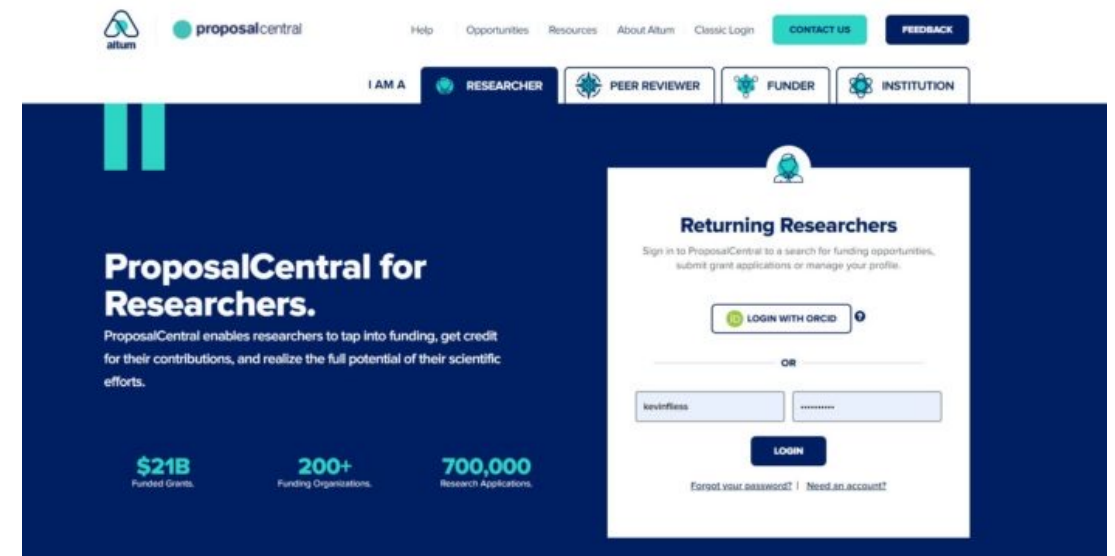 altum
proposalcentral
Help Opportunities Resources About Altum Classic Login CONTACT US FEEDBACK
I AM A RESEARCHER PEER REVIEWER FUNDER INSTITUTION
ProposalCentral for
Researchers.
ProposalCentral enables researchers to tap into funding, get credit
for their contributions, and realize the full potential of their scientific
efforts.
$21B
Funded Grants.
200+
Funding Organizations.
700,000
Research Applications.
Returning Researchers
Sign in to ProposalCentral to a search for funding opportunities,
submit grant applications or manage your profile.
iD LOGIN WITH ORCID ?
OR
kevinfliess ••••••••••
LOGIN
Forgot your password? | Need an account?